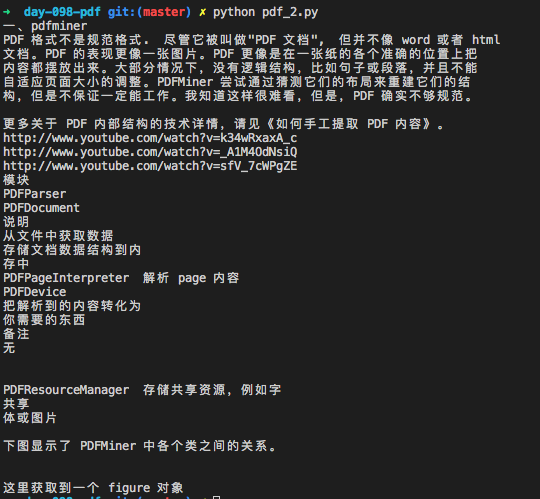 → day-098-pdf git:(master) ✗ python pdf_2.py
一、pdfminer
PDF 格式不是规范格式. 尽管它被叫做"PDF 文档", 但并不像 word 或者 html
文档。PDF 的表现更像一张图片。PDF 更像是在一张纸的各个准确的位置上把
内容都摆放出来。大部分情况下，没有逻辑结构，比如句子或段落，并且不能
自适应页面大小的调整。PDFMiner 尝试通过猜测它们的布局来重建它们的结
构，但是不保证一定能工作。我知道这样很难看，但是，PDF 确实不够规范。
更多关于 PDF 内部结构的技术详情，请见《如何手工提取 PDF 内容》。
http://www.youtube.com/watch?v=k34wRxaxA_c
http://www.youtube.com/watch?v=_A1M4OdNsiQ
http://www.youtube.com/watch?v=sfV_7cWPgZE
模块
PDFParser
PDFDocument
说明
从文件中获取数据
存储文档数据结构到内
存中
PDFPageInterpreter 解析 page 内容
PDFDevice
把解析到的内容转化为
你需要的东西
备注
无
PDFResourceManager 存储共享资源，例如字
共享
体或图片
下图显示了 PDFMiner 中各个类之间的关系。
这里获取到一个 figure 对象